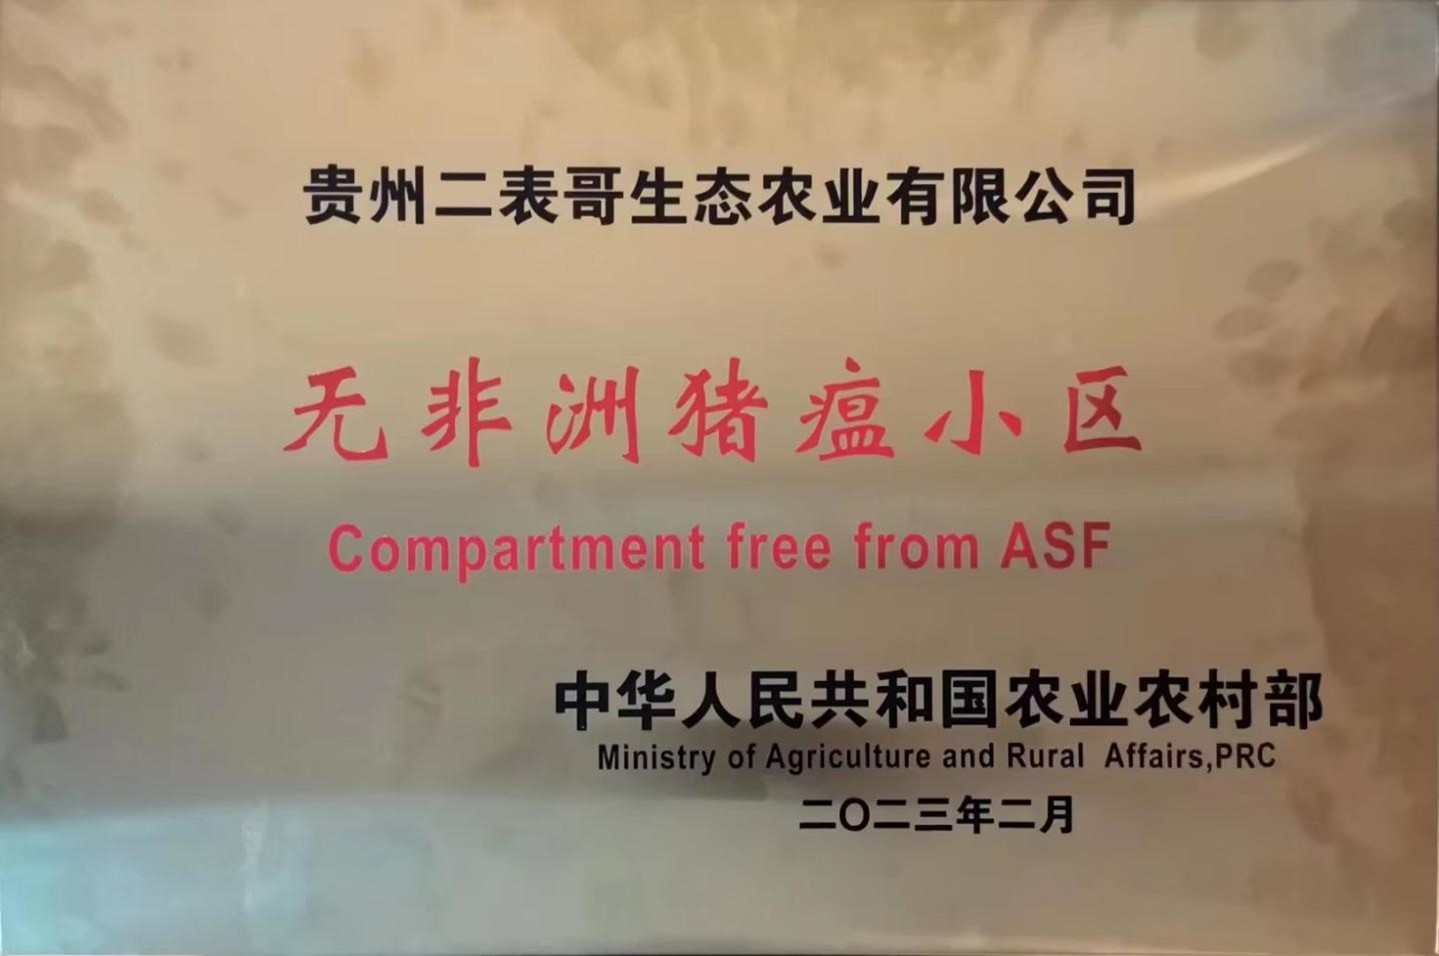 贵州二表哥生态农业有限公司
无非洲猪瘟小区
Compartment free from ASF
中华人民共和国农业农村部
Ministry of Agriculture and Rural Affairs,PRC
二〇二三年二月